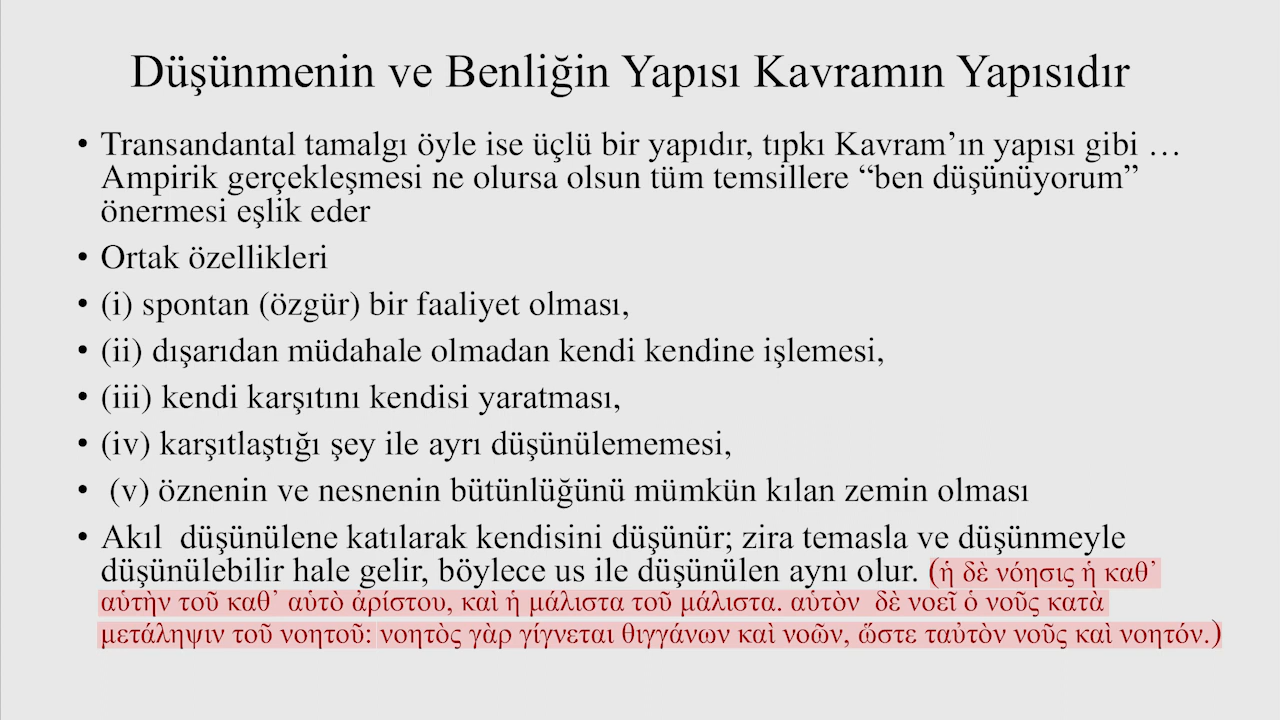 Düşünmenin ve Benliğin Yapısı Kavramın Yapısıdır
• Transandantal tamalgı öyle ise üçlü bir yapıdır, tıpkı Kavram’ın yapısı gibi …
Ampirik gerçekleşmesi ne olursa olsun tüm temsillere “ben düşünüyorum”
önermesi eşlik eder
• Ortak özellikleri
• (i) spontan (özgür) bir faaliyet olması,
• (ii) dışarıdan müdahale olmadan kendi kendine işlemesi,
• (iii) kendi karşıtını kendisi yaratması,
• (iv) karşıtlaştığı şey ile ayrı düşünülememesi,
• (v) öznenin ve nesnenin bütünlüğünü mümkün kılan zemin olması
• Akıl düşünülene katılarak kendisini düşünür; zira temasla ve düşünmeyle
düşünülebilir hale gelir, böylece us ile düşünülen aynı olur. (ἡ δὲ νόησις ἡ καθ᾽
αὑτὴν τοῦ καθ᾽ αὑτὸ ἀρίστου, καὶ ἡ μάλιστα τοῦ μάλιστα. αὑτὸν δὲ νοεῖ ὁ νοῦς κατὰ
μετάληψιν τοῦ νοητοῦ: νοητὸς γὰρ γίγνεται θιγγάνων καὶ νοῶν, ὥστε ταὐτὸν νοῦς καὶ νοητόν.)